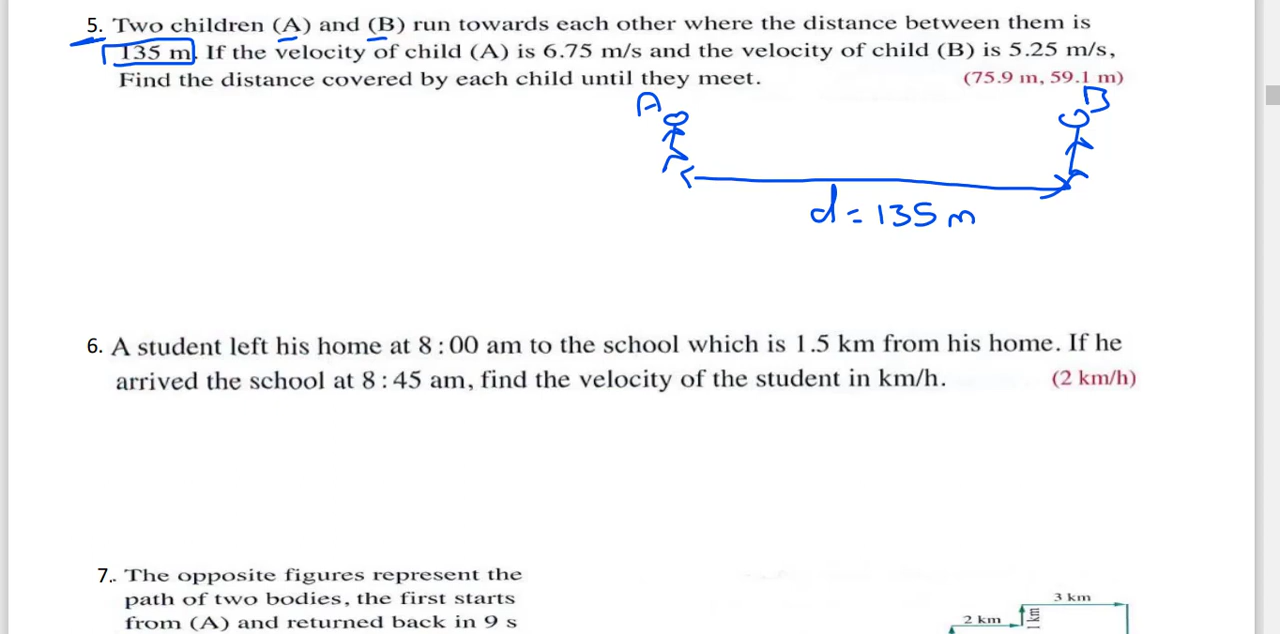 5. Two children (A) and (B) run towards each other where the distance between them is
135 m. If the velocity of child (A) is 6.75 m/s and the velocity of child (B) is 5.25 m/s,
Find the distance covered by each child until they meet. (75.9 m, 59.1 m)
A B
d = 135 m
6. A student left his home at 8 : 00 am to the school which is 1.5 km from his home. If he
arrived the school at 8 : 45 am, find the velocity of the student in km/h. (2 km/h)
7.. The opposite figures represent the
path of two bodies, the first starts
from (A) and returned back in 9 s
3 km
2 km
1 km